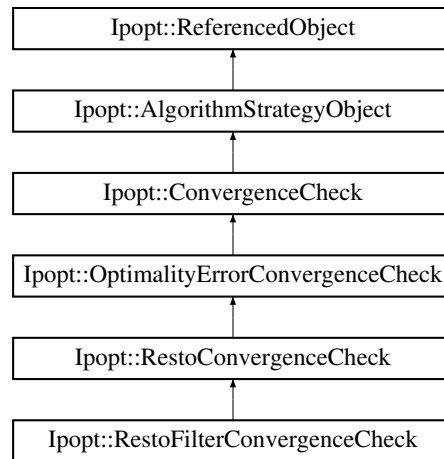 Ipopt::ReferencedObject
Ipopt::AlgorithmStrategyObject
Ipopt::ConvergenceCheck
Ipopt::OptimalityErrorConvergenceCheck
Ipopt::RestoConvergenceCheck
Ipopt::RestoFilterConvergenceCheck